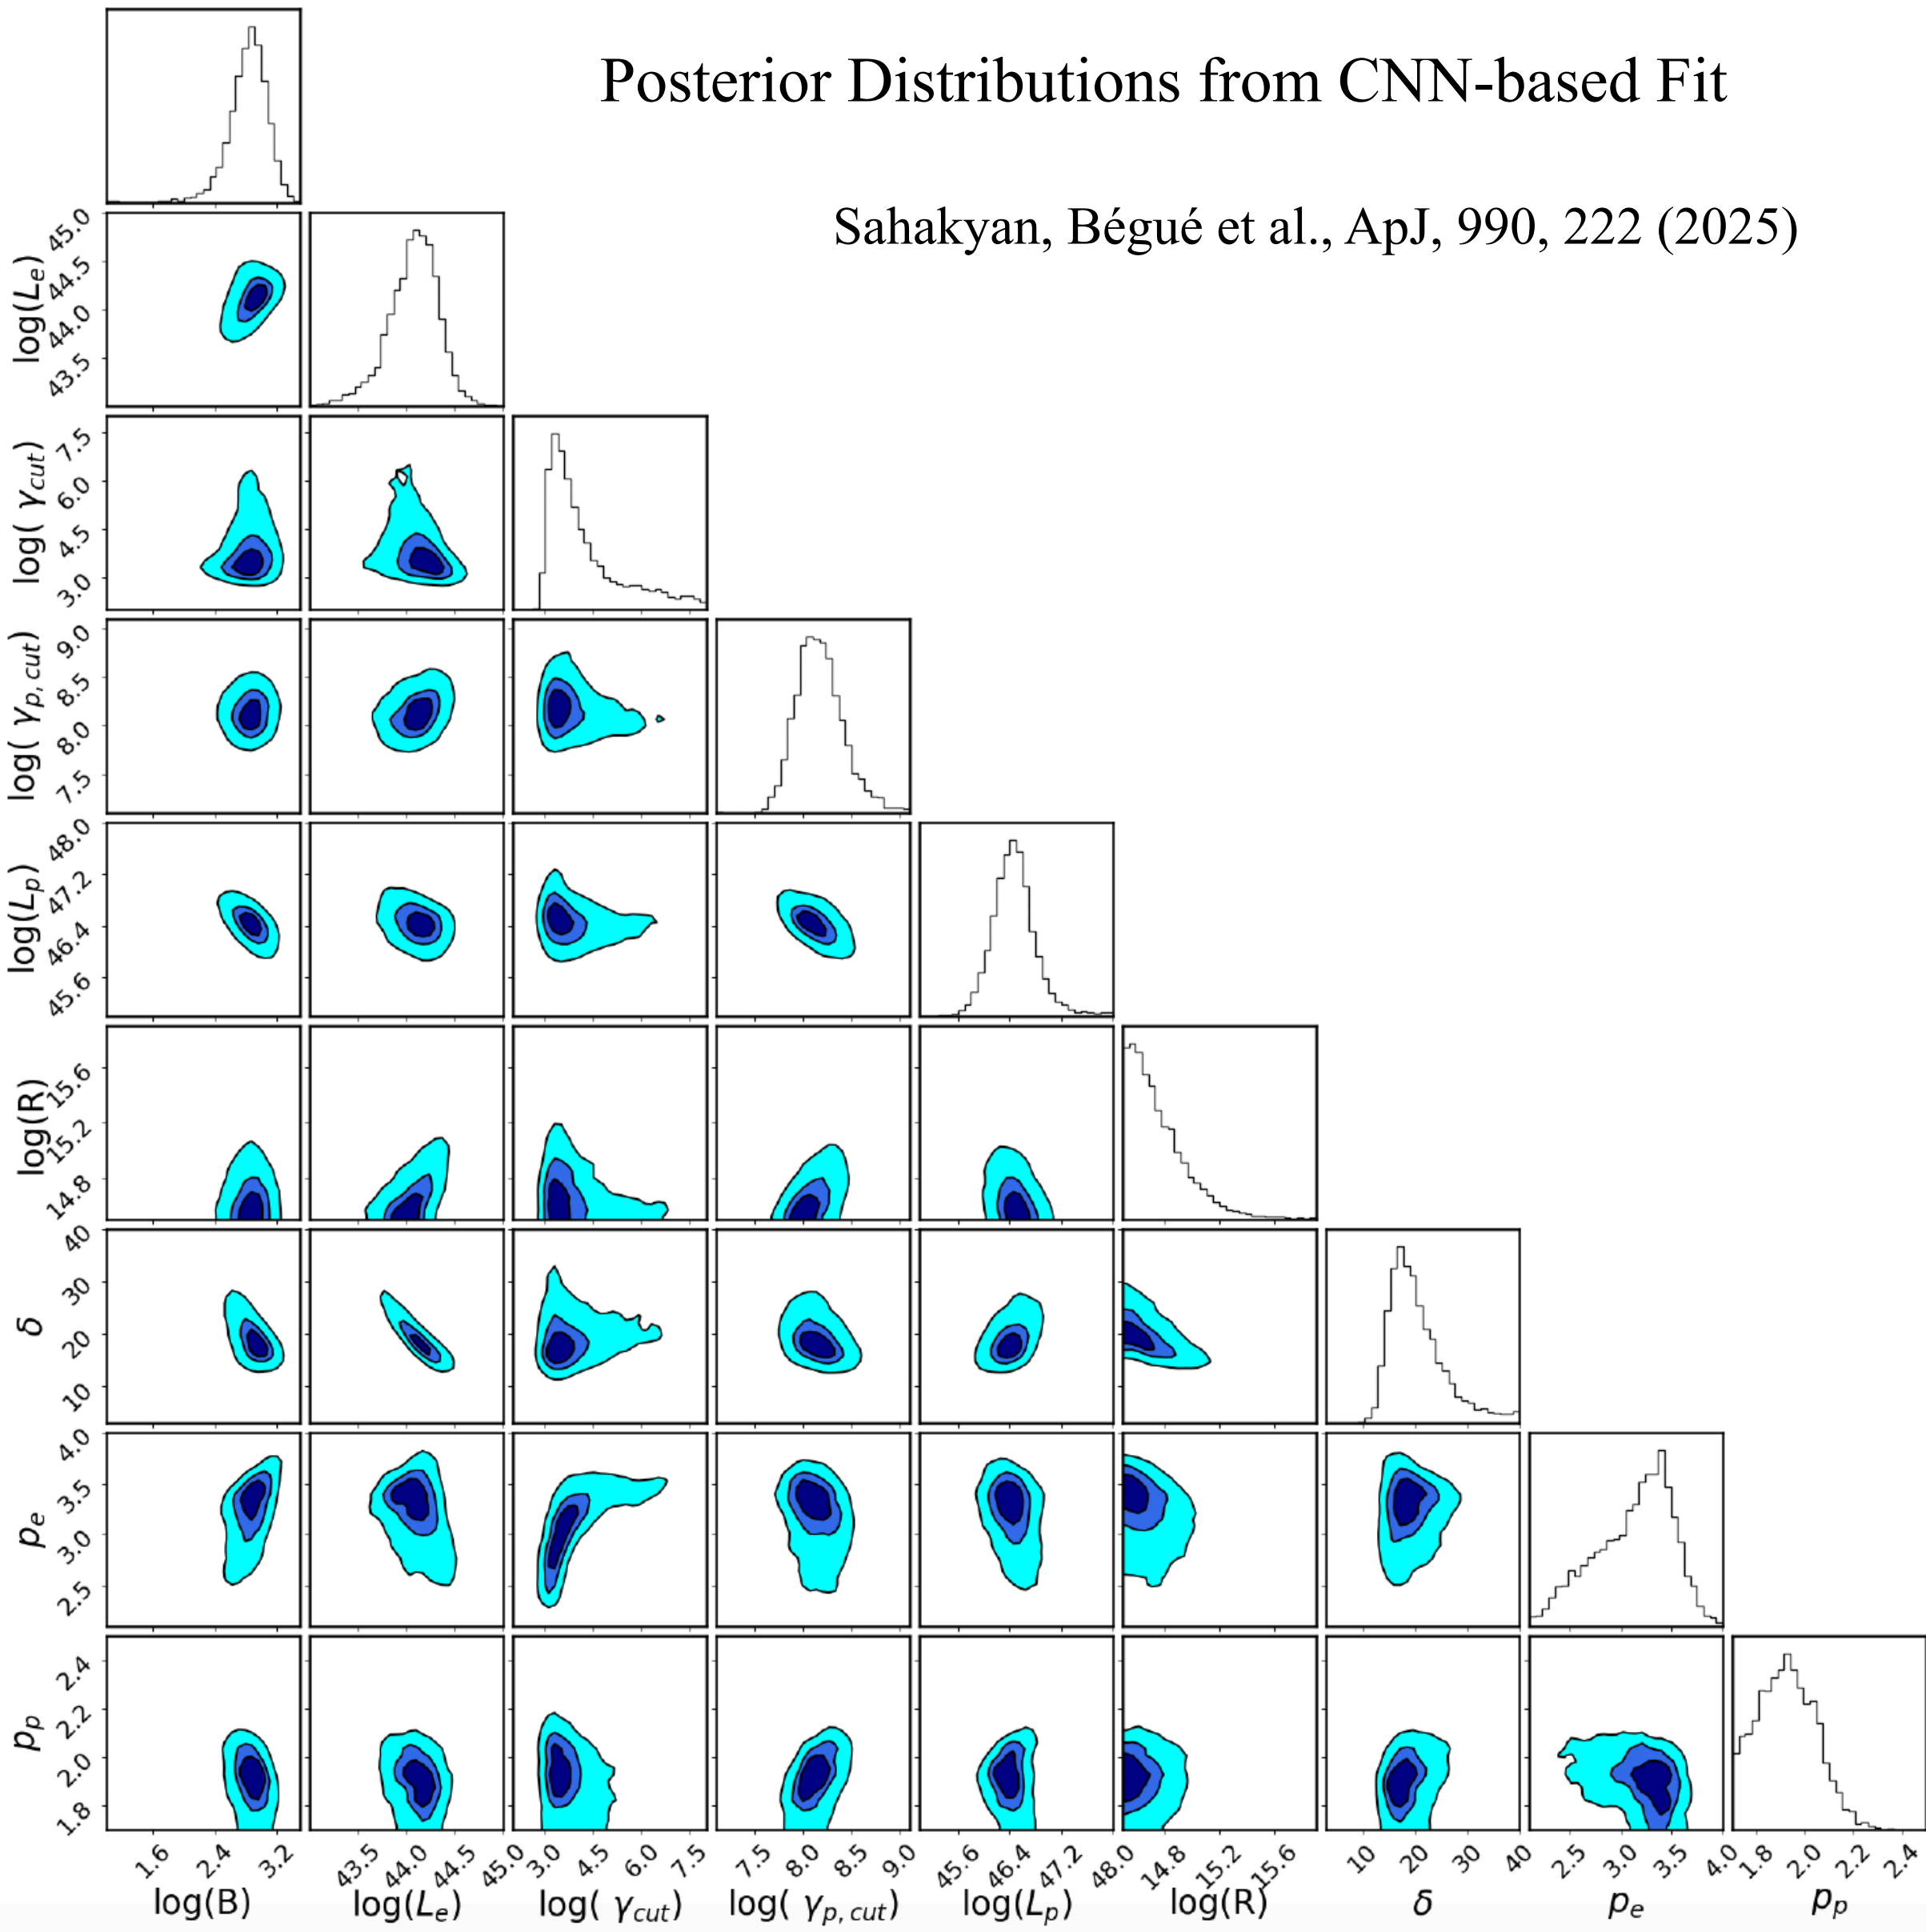 Posterior Distributions from CNN-based Fit
Sahakyan, Bégué et al., ApJ, 990, 222 (2025)
log(Lₑ)
45.0
44.5
44.0
43.5
log( γcut)
7.5
6.0
4.5
3.0
log( γp, cut)
9.0
8.5
8.0
7.5
log(Lp)
48.0
47.2
46.4
45.6
log(R)
15.6
15.2
14.8
δ
40
30
20
10
pₑ
4.0
3.5
3.0
2.5
pp
2.4
2.2
2.0
1.8
1.6 2.4 3.2 43.5 44.0 44.5 45.0 3.0 4.5 6.0 7.5 7.5 8.0 8.5 9.0 45.6 46.4 47.2 48.0 14.8 15.2 15.6 10 20 30 40 2.5 3.0 3.5 4.0 1.8 2.0 2.2 2.4
log(B) log(Lₑ) log( γcut) log( γp, cut) log(Lp) log(R) δ pₑ pp